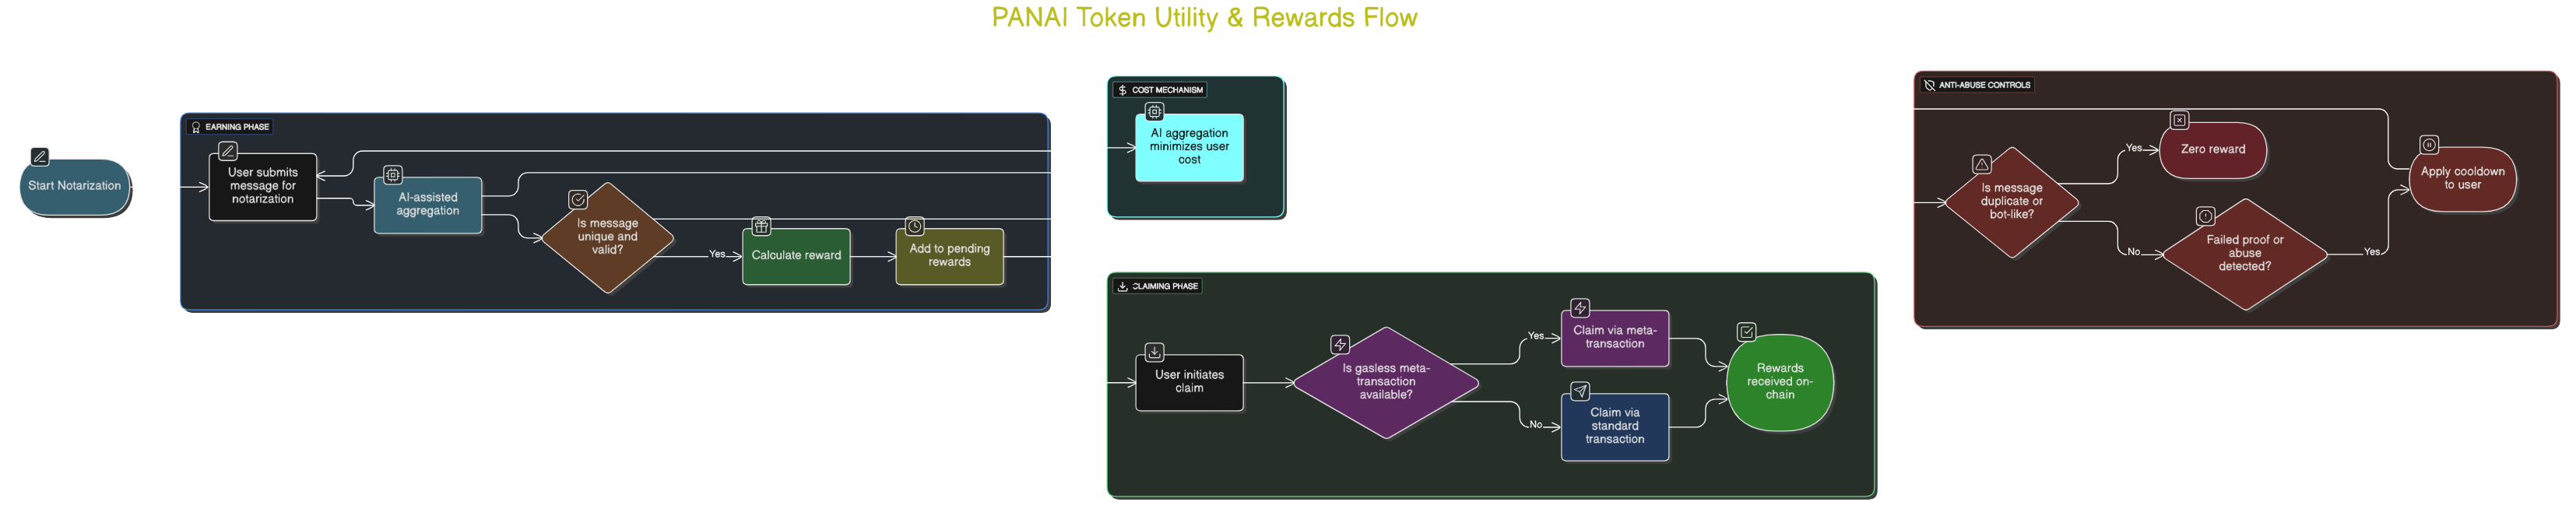 PANAI Token Utility & Rewards Flow
Start Notarization
EARNING PHASE
User submits
message for
notarization
AI-assisted
aggregation
Is message
unique and
valid?
Yes
Calculate reward
Add to pending
rewards
COST MECHANISM
AI aggregation
minimizes user
cost
CLAIMING PHASE
User initiates
claim
Is gasless meta-
transaction
available?
Yes
No
Claim via meta-
transaction
Claim via
standard
transaction
Rewards
received on-
chain
ANTI-ABUSE CONTROLS
Is message
duplicate or
bot-like?
Yes
No
Zero reward
Failed proof or
abuse
detected?
Yes
Apply cooldown
to user